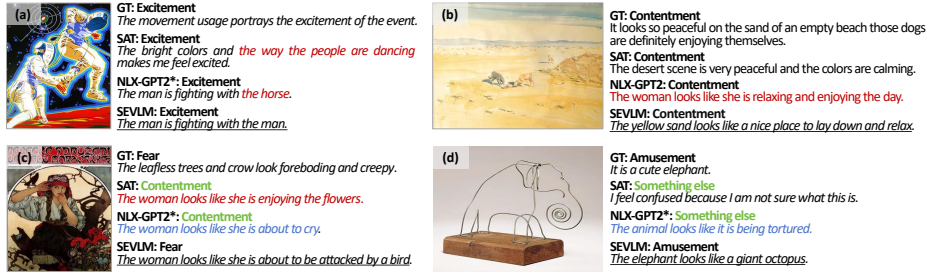 (a)
GT: Excitement
The movement usage portrays the excitement of the event.
SAT: Excitement
The bright colors and the way the people are dancing
makes me feel excited.
NLX-GPT2*: Excitement
The man is fighting with the horse.
SEVLM: Excitement
The man is fighting with the man.
(b)
GT: Contentment
It looks so peaceful on the sand of an empty beach those dogs
are definitely enjoying themselves.
SAT: Contentment
The desert scene is very peaceful and the colors are calming.
NLX-GPT2: Contentment
The woman looks like she is relaxing and enjoying the day.
SEVLM: Contentment
The yellow sand looks like a nice place to lay down and relax.
(c)
GT: Fear
The leafless trees and crow look foreboding and creepy.
SAT: Contentment
The woman looks like she is enjoying the flowers.
NLX-GPT2*: Contentment
The woman looks like she is about to cry.
SEVLM: Fear
The woman looks like she is about to be attacked by a bird.
(d)
GT: Amusement
It is a cute elephant.
SAT: Something else
I feel confused because I am not sure what this is.
NLX-GPT2*: Something else
The animal looks like it is being tortured.
SEVLM: Amusement
The elephant looks like a giant octopus.